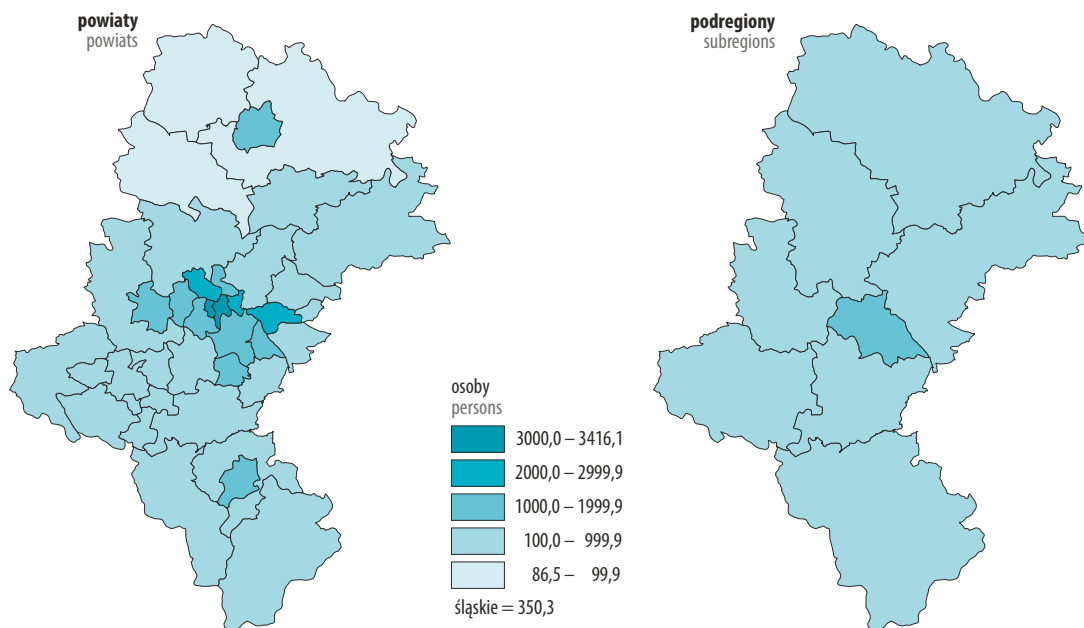 powiaty
powiats
podregiony
subregions
osoby
persons
3000,0 – 3416,1
2000,0 – 2999,9
1000,0 – 1999,9
100,0 – 999,9
86,5 – 99,9
śląskie = 350,3